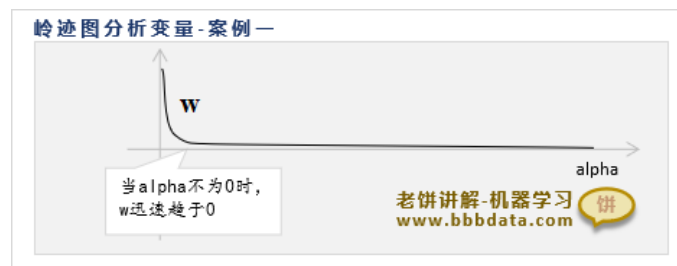 岭迹图分析变量-案例一
w
alpha
当alpha不为0时，
w迅速趋于0
老饼讲解-机器学习
www.bbbdata.com
饼